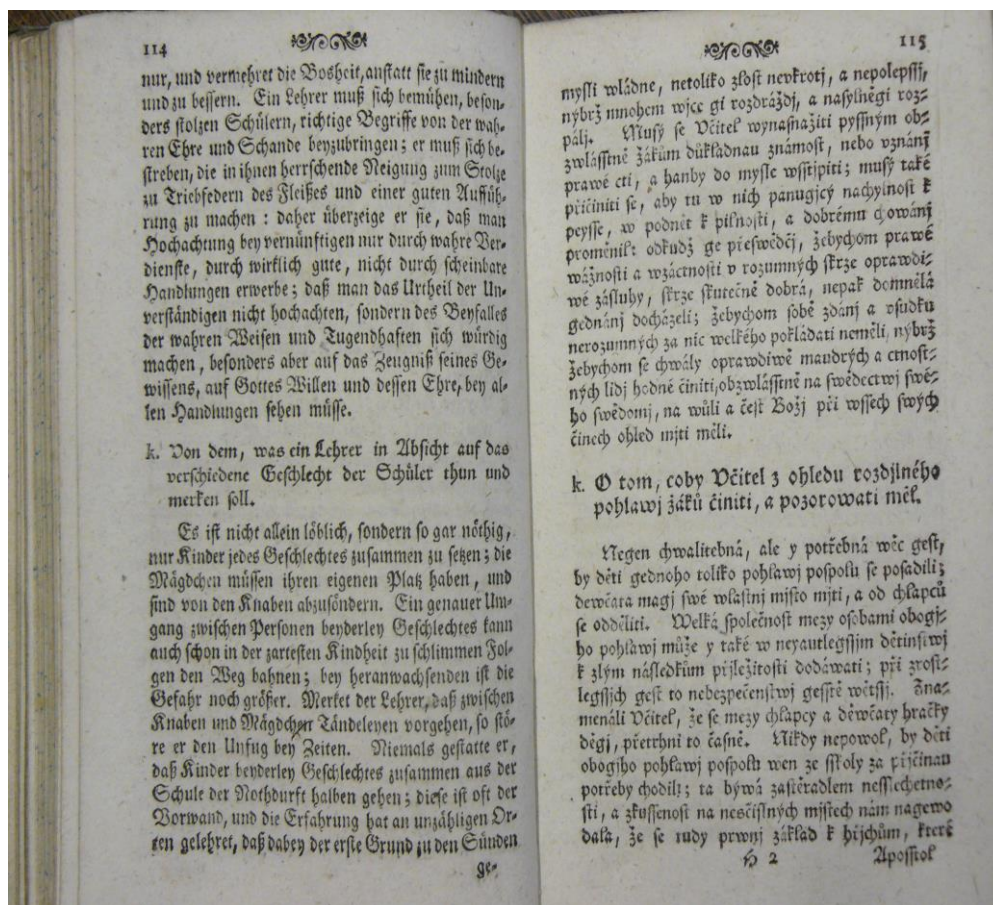 114
nur, und vermehret die Bosheit, anstatt sie zu mindern
und zu bessern. Ein Lehrer muß sich bemühen, beson-
ders stolzen Schülern, richtige Begriffe von der wah-
ren Ehre und Schande beyzubringen; er muß sich be-
streben, die in ihnen herrschende Neigung zum Stolze
zu Triebfedern des Fleißes und einer guten Auffüh-
rung zu machen: daher überzeige er sie, daß man
Hochachtung bey vernünftigen nur durch wahre Ver-
dienste, durch wirklich gute, nicht durch scheinbare
Handlungen erwerbe; daß man das Urtheil der Un-
verständigen nicht hochachten, sondern des Beyfalles
der wahren Weisen und Tugendhaften sich würdig
machen, besonders aber auf das Zeugniß seines Ge-
wissens, auf Gottes Willen und dessen Ehre, bey al-
len Handlungen sehen müsse.
k. Von dem, was ein Lehrer in Absicht auf das
verschiedene Geschlecht der Schüler thun und
merken soll.
Es ist nicht allein löblich, sondern so gar nöthig,
nur Kinder jedes Geschlechtes zusammen zu setzen; die
Mägdchen müssen ihren eigenen Platz haben, und
sind von den Knaben abzusöndern. Ein genauer Um-
gang zwischen Personen beyderley Geschlechtes kann
auch schon in der zartesten Kindheit zu schlimmen Fol-
gen den Weg bahnen; bey heranwachsenden ist die
Gefahr noch größer. Merket der Lehrer, daß zwischen
Knaben und Mägdchen Tändeleyen vorgehen, so stö-
re er den Unfug bey Zeiten. Niemals gestatte er,
daß Kinder beyderley Geschlechtes zusammen aus der
Schule der Nothdurft halben gehen; diese ist oft der
Vorwand, und die Erfahrung hat an unzähligen Or-
ten gelehret, daß dabey der erste Grund zu den Sünden
ge-
115
mysli wládne, netoliko zlost nevkrotj, a nepolepssj,
nýbrž mnohem wjce gi rozdráždj, a nasylněgi roz-
pálj. Musý se Včitel wynasnažiti pyssným ob-
zwlásstně žákům důkladnau známost, nebo vznánj
prawé cti, a hanby do mysle wsstjpiti; musý také
přičiniti se, aby tu w nich panugjcý nachylnost k
peysse, w podnět k pilnosti, a dobrému chowánj
proměnil: odkudž ge přeswěděj, žebychom prawé
wážnosti a wzáctnosti v rozumných skrze oprawdi-
wé zásluhy, skrze skutečně dobrá, nepak domnělá
gednánj docházeli; žebychom sobě zdánj a vsudku
nerozumných za nic welkého pokládati neměli, nýbrž
žebychom se chwály oprawdiwě maudrých a ctnost-
ných lidj hodné činiti, obzwlásstně na swědectwj swé-
ho swědomj, na wůli a čest Božj při wssech swých
činech ohled mjti měli.
k. O tom, coby Včitel z ohledu rozdjlného
pohlawj žáků činiti, a pozorowati měl.
Negen chwalitebná, ale y potřebná wěc gest,
by děti gednoho toliko pohlawj pospolu se posadili;
dewčata magj swé wlastnj mjsto mjti, a od chlapců
se odděliti. Welká společnost mezy osobami obogj-
ho pohlawj může y také w neyautlegssjm dětinstwj
k zlým následkům přjležitosti dodáwati; při zrost-
legssjch gest to nebezpečenstwj gesstě wětssj. Zna-
menáli Včitel, že se mezy chlapcy a děwčaty hračky
děgj, přetrhni to časně. Nikdy nepowol, by děti
obogjho pohlawj pospolu wen ze sskoly za přjčinau
potřeby chodili; ta býwá zastěradlem nesslechetno-
sti, a zkussenost na nesčjslných mjstech nám nagewo
dala, že se tudy prwnj základ k hřjchům, kteté
H 2
Aposstol